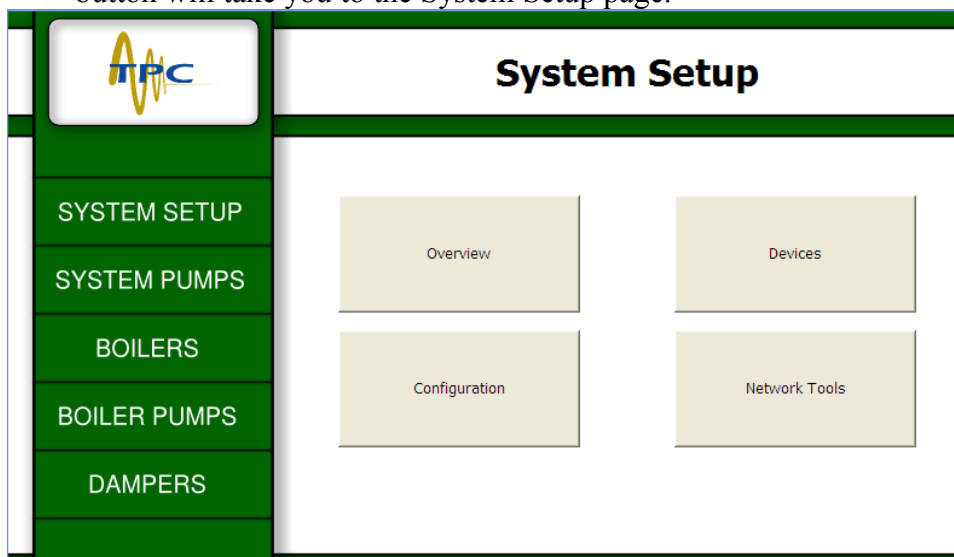 button will take you to the System Setup page.
TPC
System Setup
SYSTEM SETUP
SYSTEM PUMPS
BOILERS
BOILER PUMPS
DAMPERS
Overview
Devices
Configuration
Network Tools